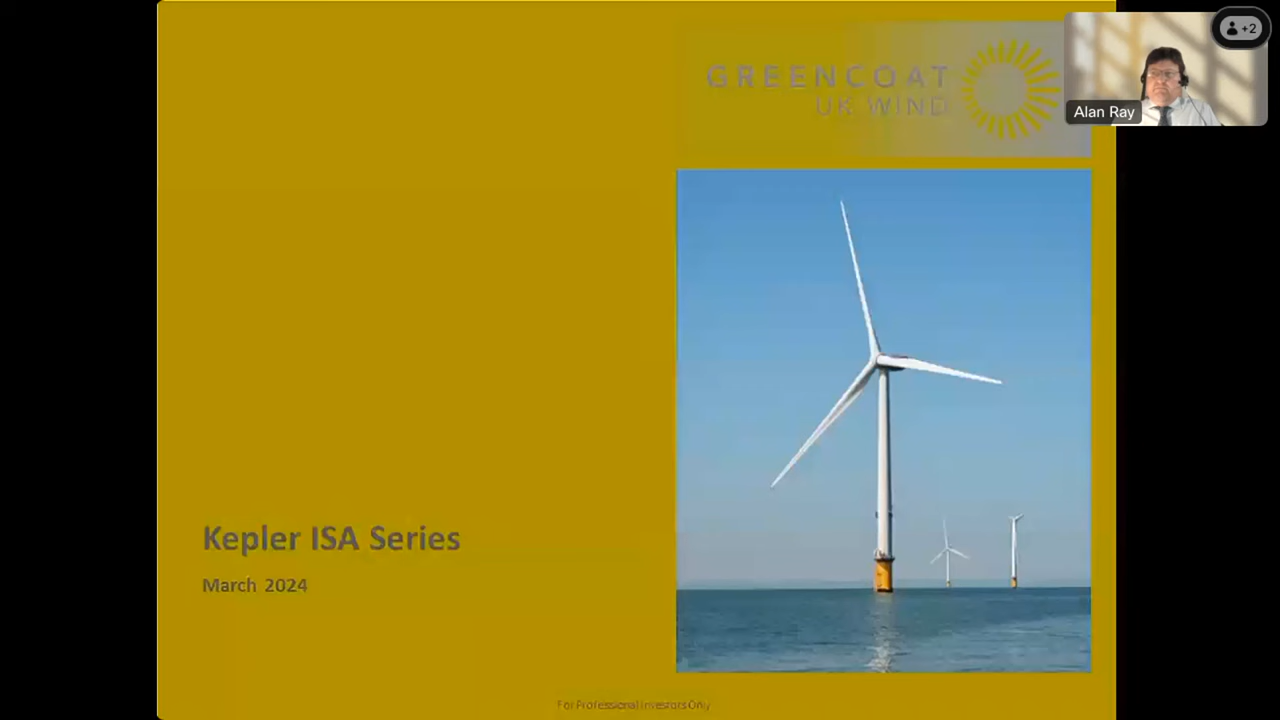 GREENCOAT
UK WIND
+2
Alan Ray
Kepler ISA Series
March 2024
For Professional Investors Only